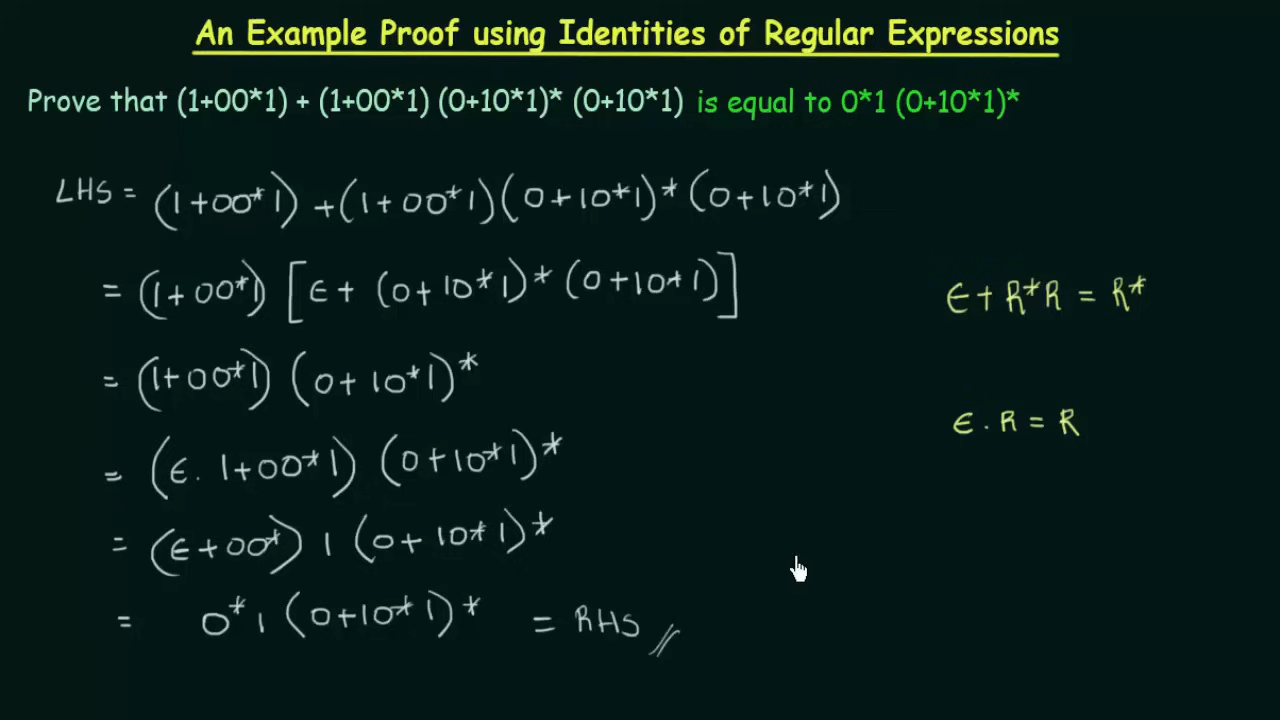 An Example Proof using Identities of Regular Expressions
Prove that (1+00*1) + (1+00*1) (0+10*1)* (0+10*1) is equal to 0*1 (0+10*1)*
LHS = (1+00*1) + (1+00*1)(0+10*1)*(0+10*1)
= (1+00*1) [ϵ+ (0+10*1)*(0+10*1)]
ϵ+R*R = R*
= (1+00*1) (0+10*1)*
ϵ.R = R
= (ϵ.1+00*1) (0+10*1)*
= (ϵ+00*) 1 (0+10*1)*
= 0*1(0+10*1)* = RHS //